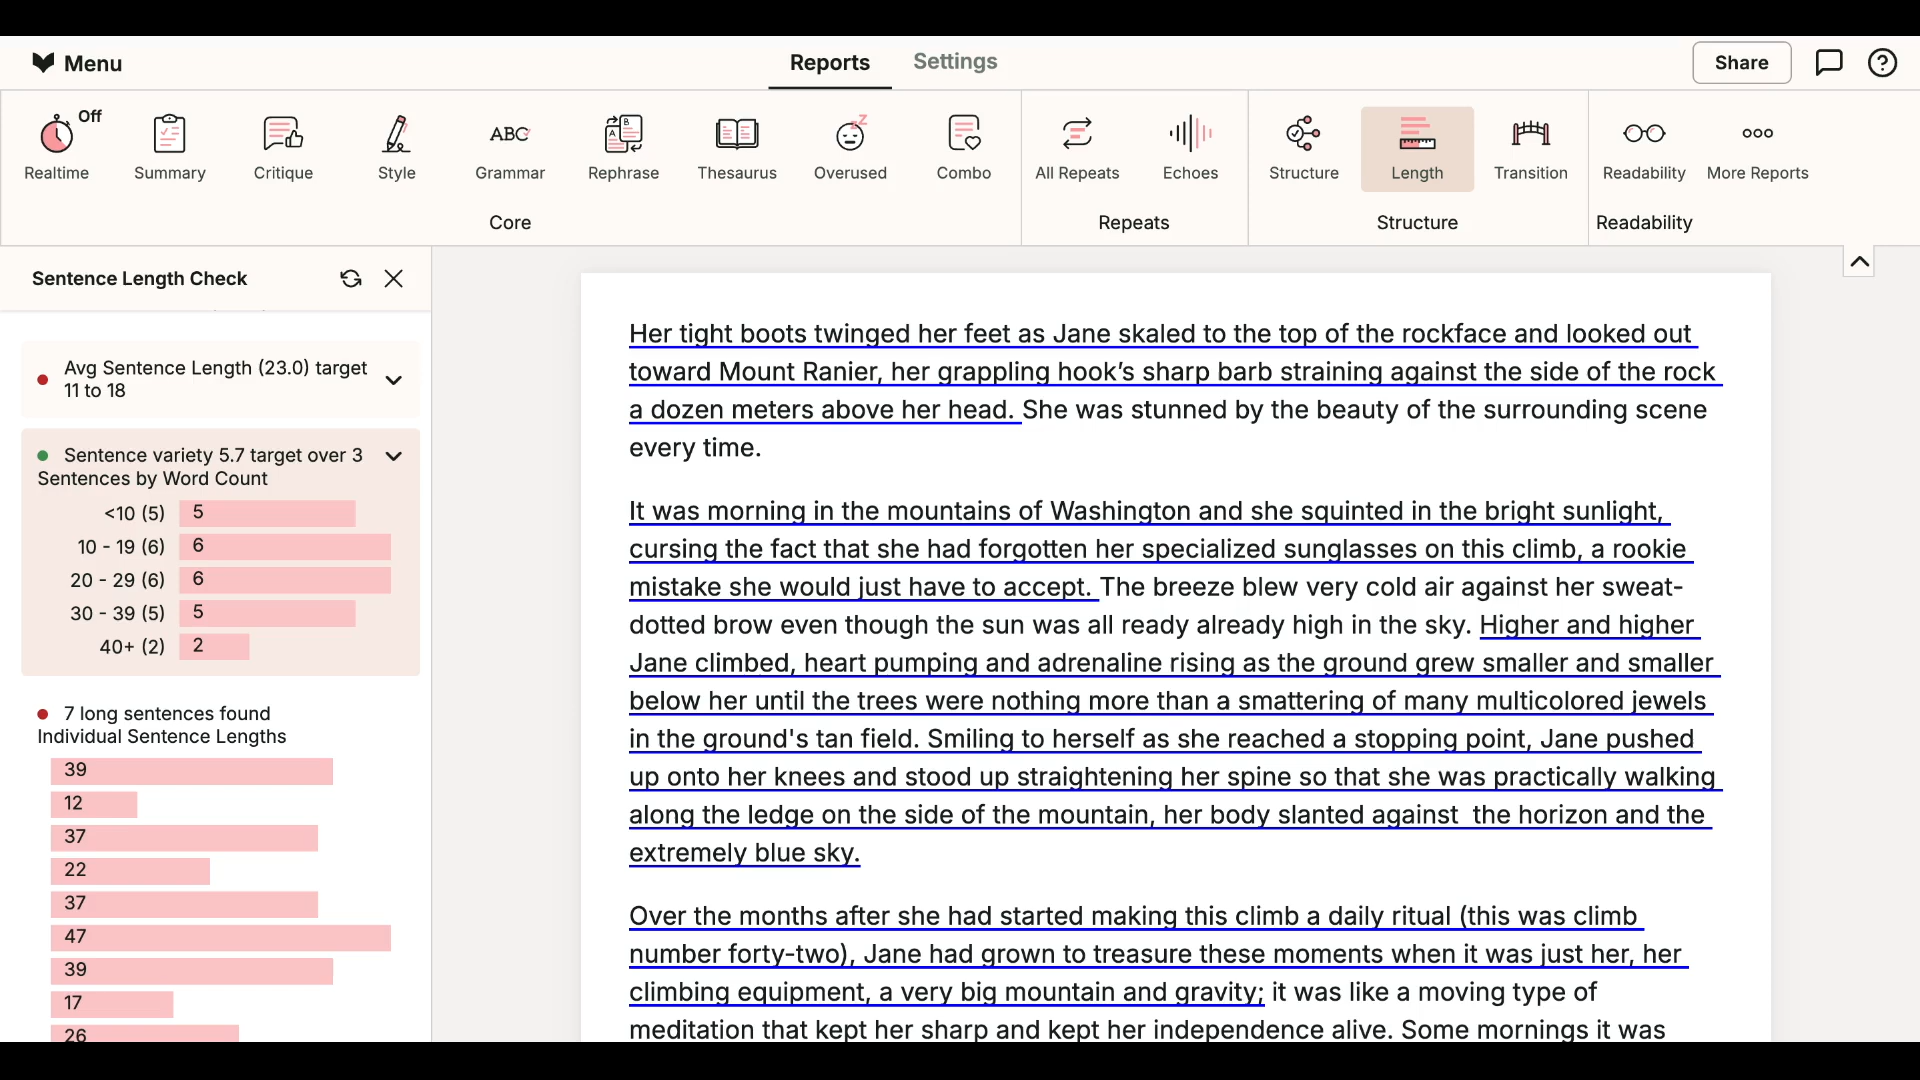 Menu
Reports
Settings
Share
Off
Realtime
Summary
Critique
Style
ABC
Grammar
A B
Rephrase
Thesaurus
z Z
Overused
Combo
All Repeats
Echoes
Structure
Length
Transition
Readability
More Reports
Core
Repeats
Structure
Readability
Sentence Length Check
Avg Sentence Length (23.0) target
11 to 18
Sentence variety 5.7 target over 3
Sentences by Word Count
<10 (5) 5
10 - 19 (6) 6
20 - 29 (6) 6
30 - 39 (5) 5
40+ (2) 2
7 long sentences found
Individual Sentence Lengths
39
12
37
22
37
47
39
17
26
Her tight boots twinged her feet as Jane skaled to the top of the rockface and looked out
toward Mount Ranier, her grappling hook’s sharp barb straining against the side of the rock
a dozen meters above her head. She was stunned by the beauty of the surrounding scene
every time.
It was morning in the mountains of Washington and she squinted in the bright sunlight,
cursing the fact that she had forgotten her specialized sunglasses on this climb, a rookie
mistake she would just have to accept. The breeze blew very cold air against her sweat-
dotted brow even though the sun was all ready already high in the sky. Higher and higher
Jane climbed, heart pumping and adrenaline rising as the ground grew smaller and smaller
below her until the trees were nothing more than a smattering of many multicolored jewels
in the ground's tan field. Smiling to herself as she reached a stopping point, Jane pushed
up onto her knees and stood up straightening her spine so that she was practically walking
along the ledge on the side of the mountain, her body slanted against  the horizon and the
extremely blue sky.
Over the months after she had started making this climb a daily ritual (this was climb
number forty-two), Jane had grown to treasure these moments when it was just her, her
climbing equipment, a very big mountain and gravity; it was like a moving type of
meditation that kept her sharp and kept her independence alive. Some mornings it was